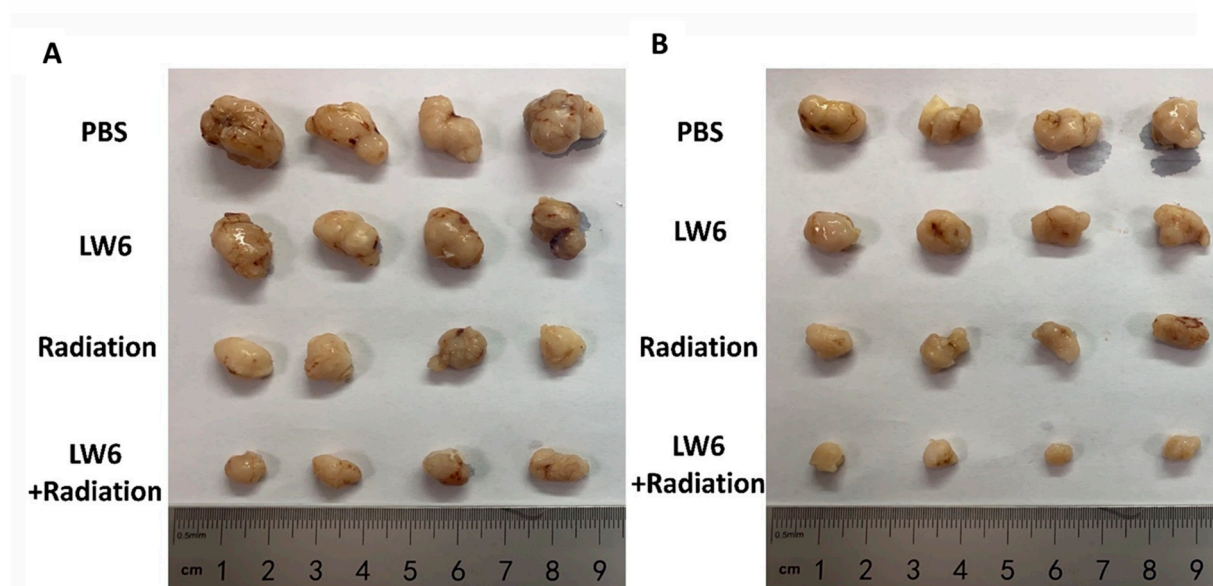 A
PBS
LW6
Radiation
LW6
+Radiation
0.5mm
cm 1 2 3 4 5 6 7 8 9
B
PBS
LW6
Radiation
LW6
+Radiation
0.5mm
cm 1 2 3 4 5 6 7 8 9